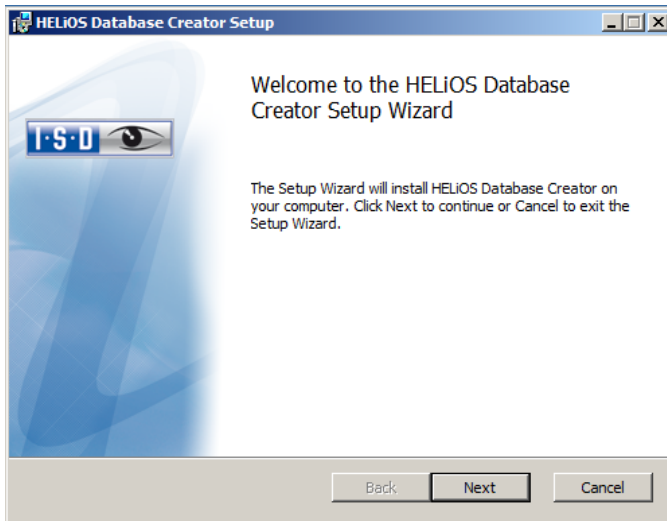 HELiOS Database Creator Setup
I·S·D
Welcome to the HELiOS Database
Creator Setup Wizard
The Setup Wizard will install HELiOS Database Creator on
your computer. Click Next to continue or Cancel to exit the
Setup Wizard.
Back
Next
Cancel